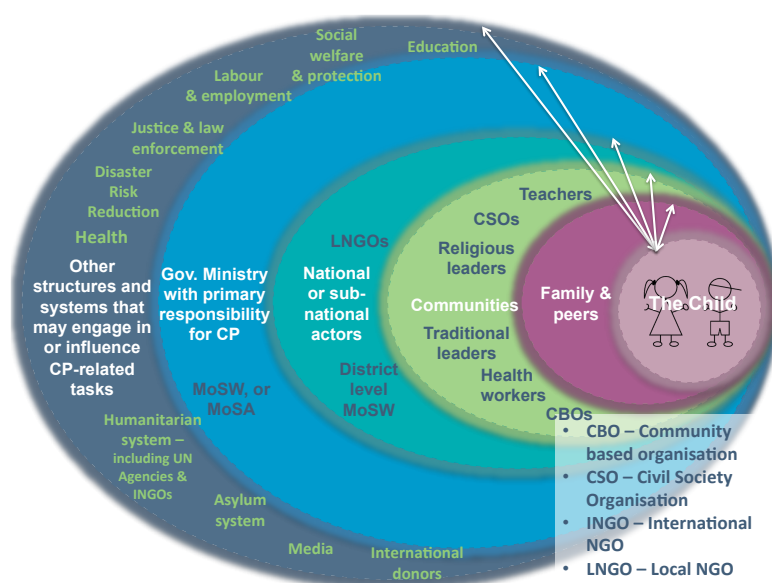 Social
welfare
& protection
Education
Labour
& employment
Justice & law
enforcement
Disaster
Risk
Reduction
Health
Other
structures and
systems that
may engage in
or influence
CP-related
tasks
Humanitarian
system –
including UN
Agencies &
INGOs
Asylum
system
Media
International
donors
Gov. Ministry
with primary
responsibility
for CP
MoSW, or
MoSA
LNGOs
National
or sub-
national
actors
District
level
MoSW
Teachers
CSOs
Religious
leaders
Communities
Traditional
leaders
Health
workers
CBOs
Family &
peers
The Child
• CBO – Community
based organisation
• CSO – Civil Society
Organisation
• INGO – International
NGO
• LNGO – Local NGO